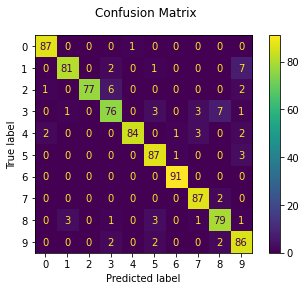 Confusion Matrix
0 87 0 0 0 1 0 0 0 0 0
1 0 81 0 2 0 1 0 0 0 7
2 1 0 77 6 0 0 0 0 0 2
3 0 1 0 76 0 3 0 3 7 1
4 2 0 0 0 84 0 1 3 0 2
5 0 0 0 0 0 87 1 0 0 3
6 0 0 0 0 0 0 91 0 0 0
7 0 0 0 0 0 0 0 87 2 0
8 0 3 0 1 0 3 0 1 79 1
9 0 0 0 2 0 2 0 0 2 86
0 1 2 3 4 5 6 7 8 9
Predicted label
True label
80
60
40
20
0